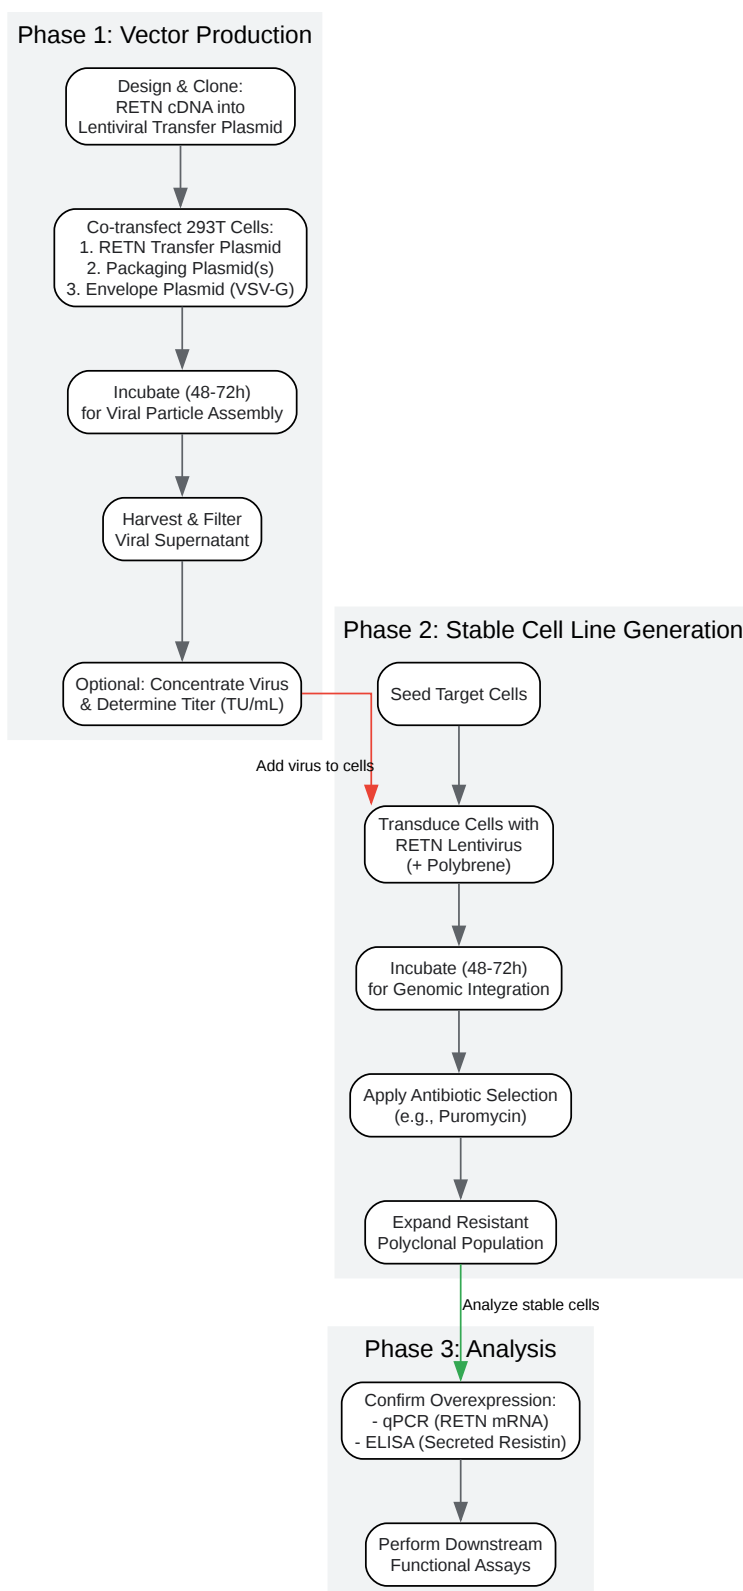 Phase 1: Vector Production
Design & Clone:
RETN cDNA into
Lentiviral Transfer Plasmid
Co-transfect 293T Cells:
1. RETN Transfer Plasmid
2. Packaging Plasmid(s)
3. Envelope Plasmid (VSV-G)
Incubate (48-72h)
for Viral Particle Assembly
Harvest & Filter
Viral Supernatant
Optional: Concentrate Virus
& Determine Titer (TU/mL)
Add virus to cells
Phase 2: Stable Cell Line Generation
Seed Target Cells
Transduce Cells with
RETN Lentivirus
(+ Polybrene)
Incubate (48-72h)
for Genomic Integration
Apply Antibiotic Selection
(e.g., Puromycin)
Expand Resistant
Polyclonal Population
Analyze stable cells
Phase 3: Analysis
Confirm Overexpression:
- qPCR (RETN mRNA)
- ELISA (Secreted Resistin)
Perform Downstream
Functional Assays